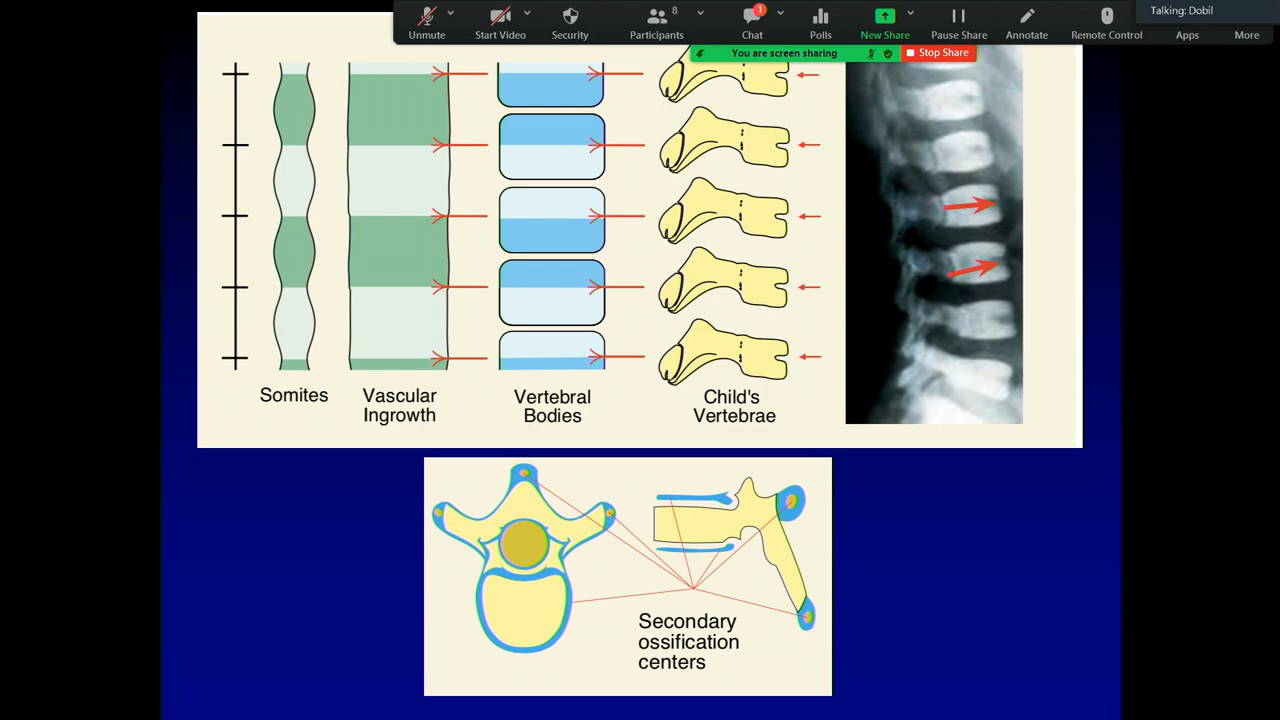 Talking: Dobil
8
1
Unmute
Start Video
Security
Participants
Chat
Polls
New Share
Pause Share
Annotate
Remote Control
Apps
More
You are screen sharing
Stop Share
Somites
Vascular
Ingrowth
Vertebral
Bodies
Child's
Vertebrae
Secondary
ossification
centers